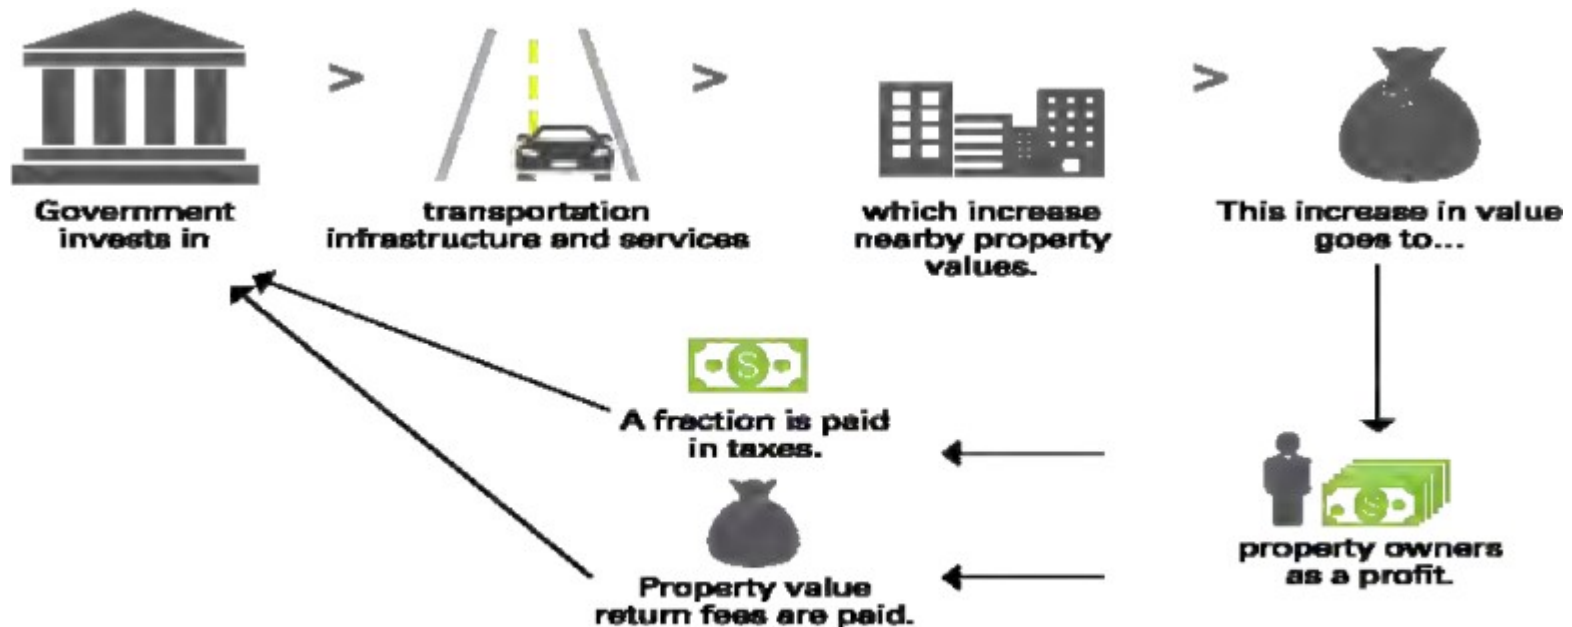 Government
invests in
transportation
infrastructure and services
which increase
nearby property
values.
This increase in value
goes to...
property owners
as a profit.
A fraction is paid
in taxes.
Property value
return fees are paid.